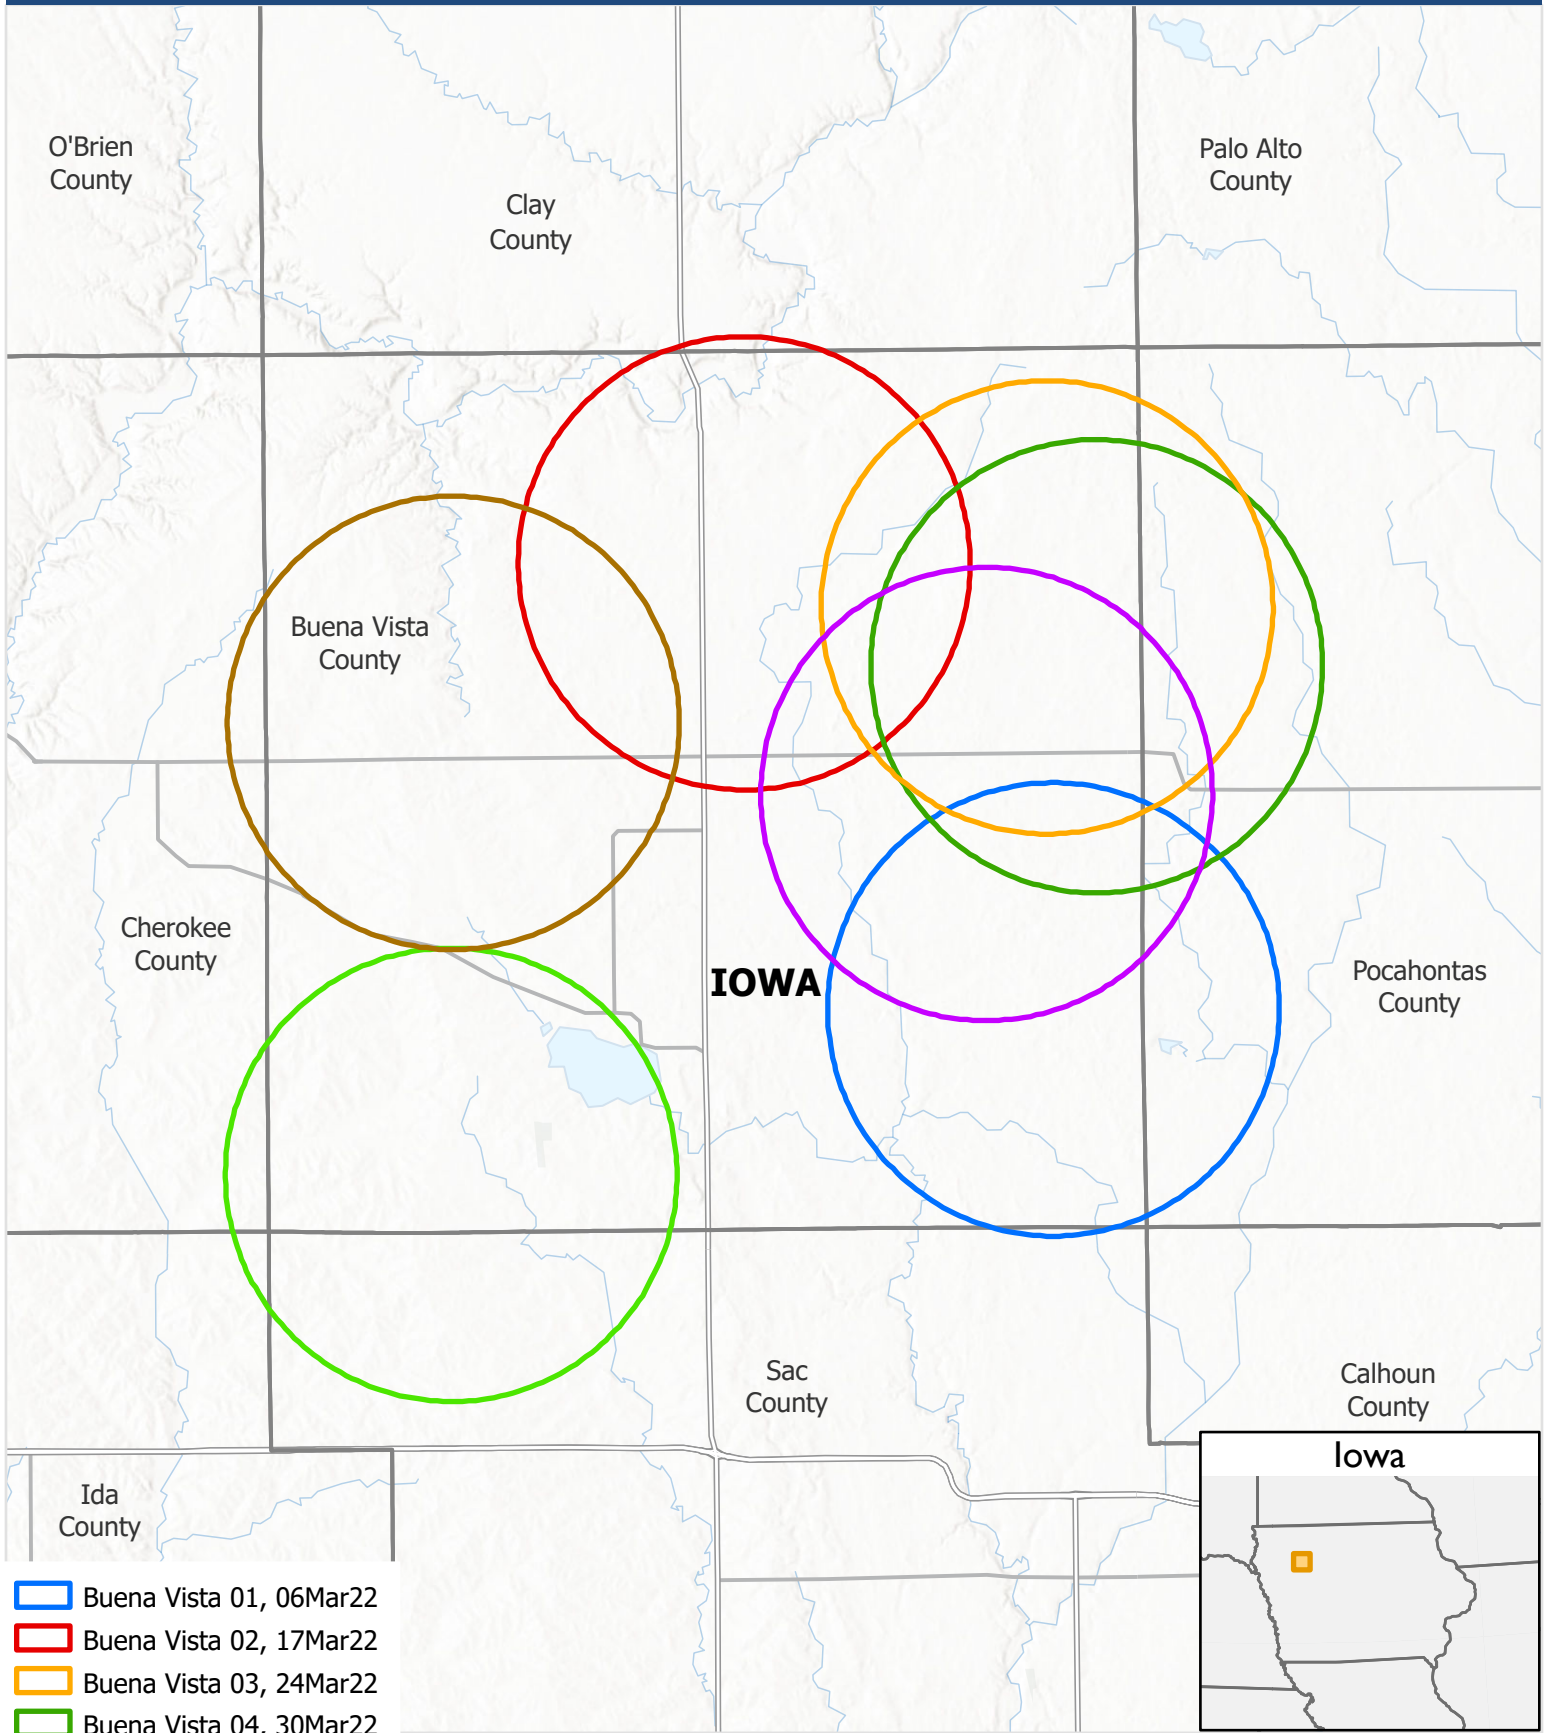 O'Brien
County
Palo Alto
County
Clay
County
Buena Vista
County
Cherokee
County
IOWA
Pocahontas
County
Sac
County
Calhoun
County
Iowa
Ida
County
Buena Vista 01, 06Mar22
Buena Vista 02, 17Mar22
Buena Vista 03, 24Mar22
Buena Vista 04, 30Mar22